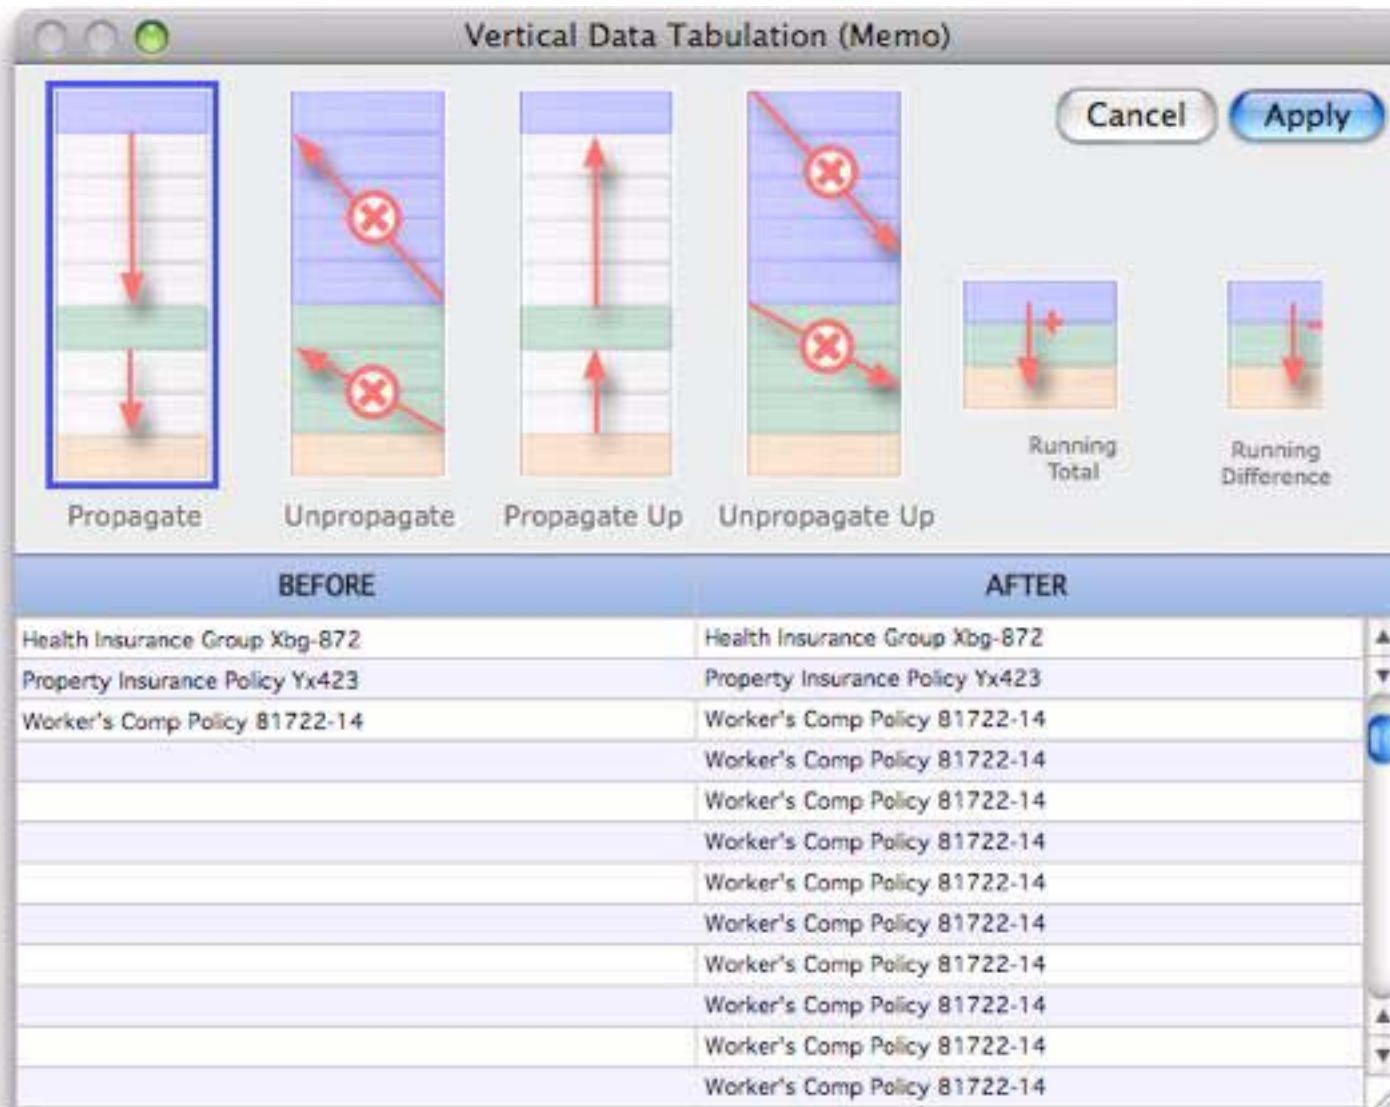 Vertical Data Tabulation (Memo)
Cancel
Apply
Running
Total
Running
Difference
Propagate
Unpropagate
Propagate Up
Unpropagate Up
BEFORE
AFTER
Health Insurance Group Xbg-872
Health Insurance Group Xbg-872
Property Insurance Policy Yx423
Property Insurance Policy Yx423
Worker's Comp Policy 81722-14
Worker's Comp Policy 81722-14
Worker's Comp Policy 81722-14
Worker's Comp Policy 81722-14
Worker's Comp Policy 81722-14
Worker's Comp Policy 81722-14
Worker's Comp Policy 81722-14
Worker's Comp Policy 81722-14
Worker's Comp Policy 81722-14
Worker's Comp Policy 81722-14
Worker's Comp Policy 81722-14